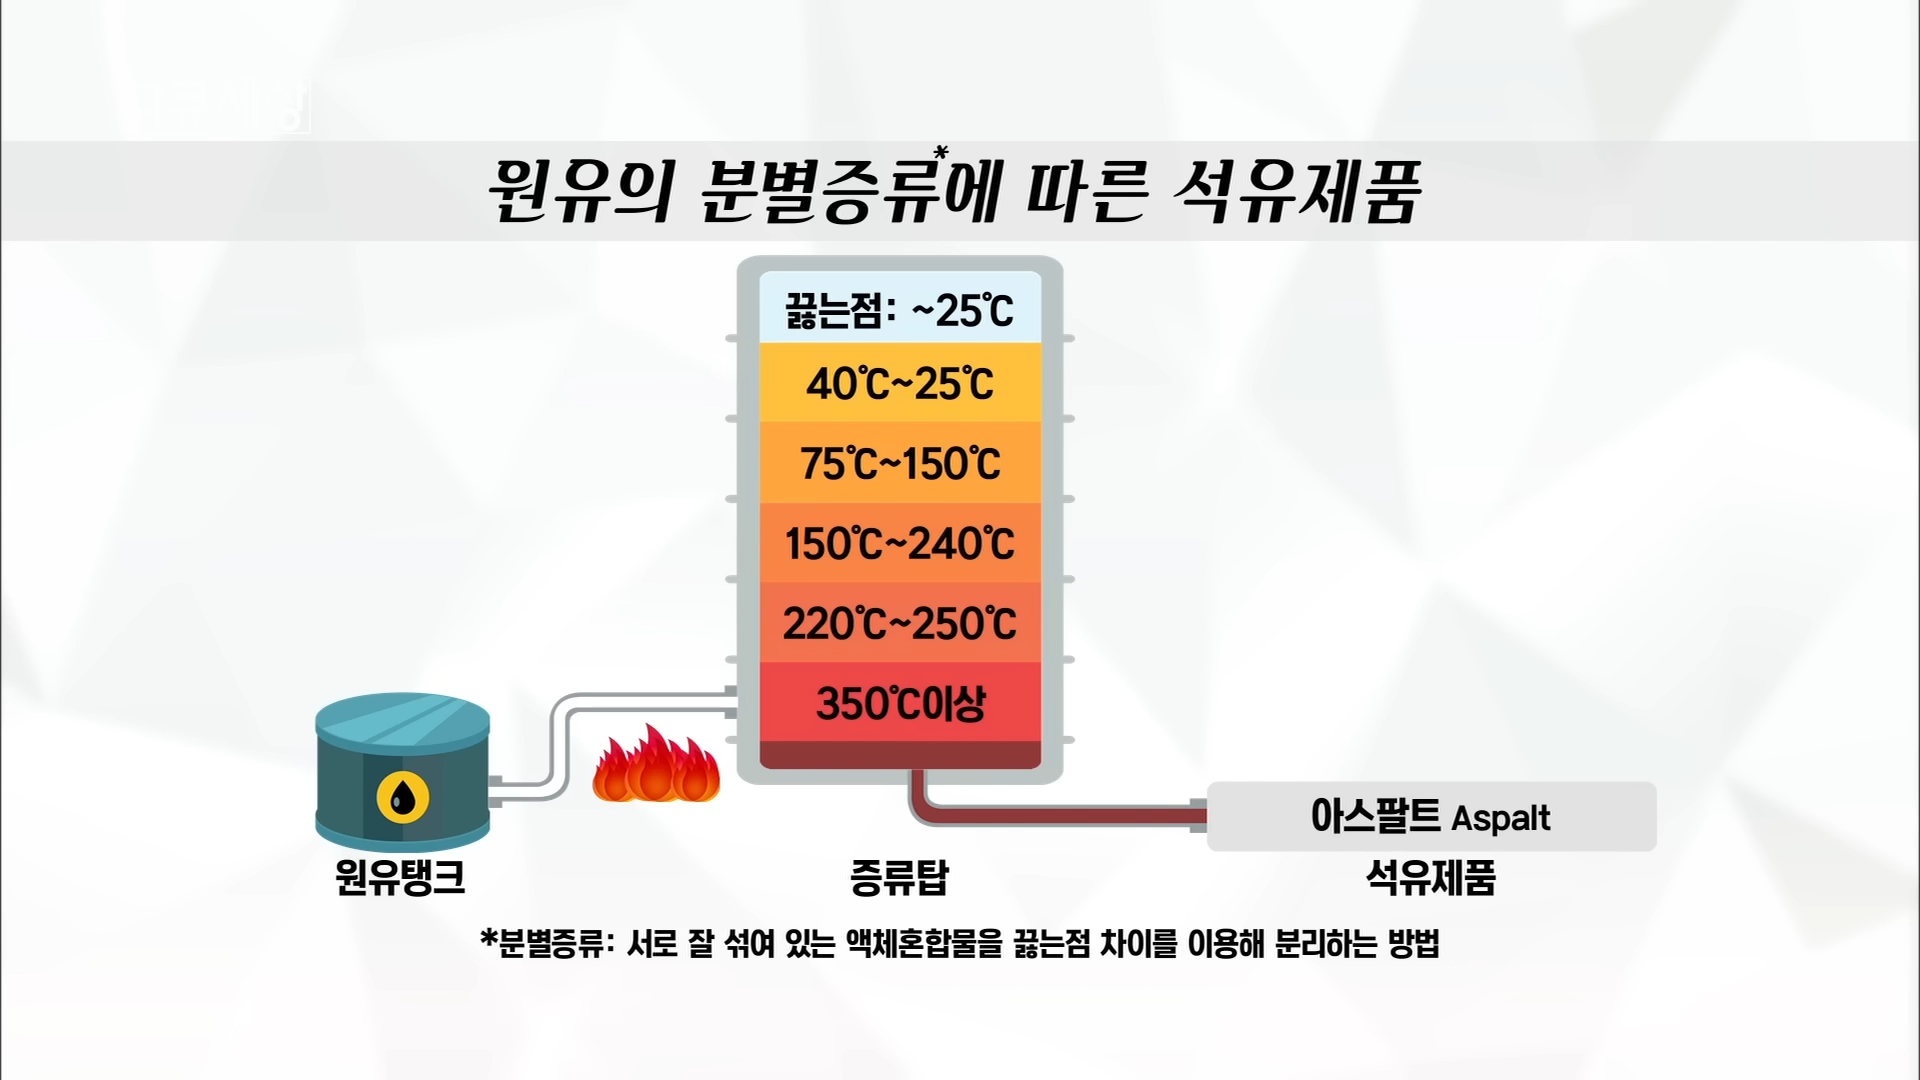 원유의 분별증류*에 따른 석유제품
끓는점: ~25℃
40℃~25℃
75℃~150℃
150℃~240℃
220℃~250℃
350℃이상
아스팔트 Aspalt
원유탱크
증류탑
석유제품
*분별증류: 서로 잘 섞여 있는 액체혼합물을 끓는점 차이를 이용해 분리하는 방법